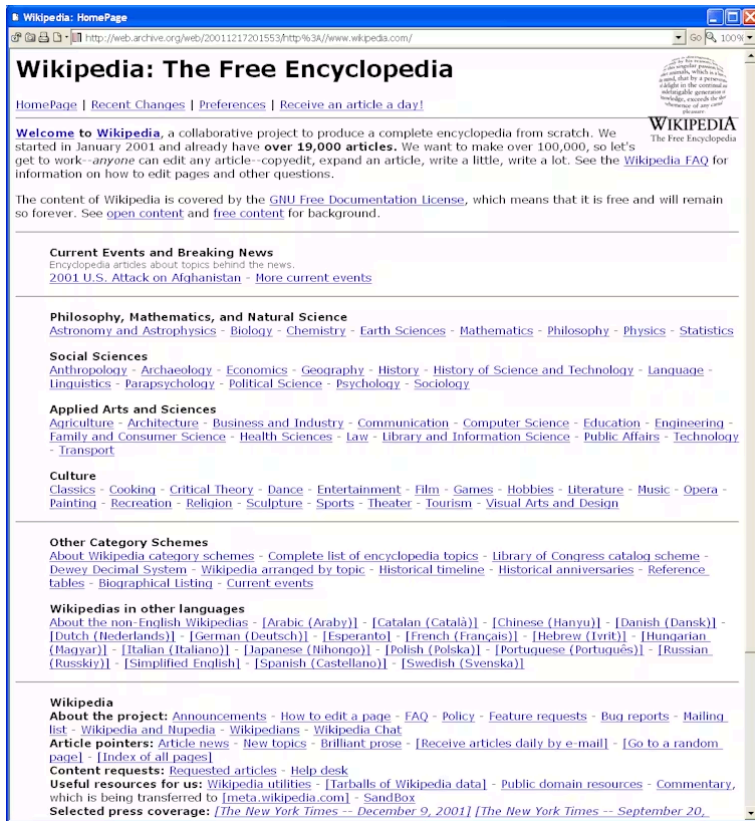 Wikipedia: HomePage
http://web.archive.org/web/20011217201553/http%3A//www.wikipedia.com/
Go
100%
Wikipedia: The Free Encyclopedia
HomePage | Recent Changes | Preferences | Receive an article a day!
WIKIPEDIA
The Free Encyclopedia
Welcome to Wikipedia, a collaborative project to produce a complete encyclopedia from scratch. We
started in January 2001 and already have over 19,000 articles. We want to make over 100,000, so let's
get to work--anyone can edit any article--copyedit, expand an article, write a little, write a lot. See the Wikipedia FAQ for
information on how to edit pages and other questions.
The content of Wikipedia is covered by the GNU Free Documentation License, which means that it is free and will remain
so forever. See open content and free content for background.
Current Events and Breaking News
Encyclopedia articles about topics behind the news.
2001 U.S. Attack on Afghanistan - More current events
Philosophy, Mathematics, and Natural Science
Astronomy and Astrophysics - Biology - Chemistry - Earth Sciences - Mathematics - Philosophy - Physics - Statistics
Social Sciences
Anthropology - Archaeology - Economics - Geography - History - History of Science and Technology - Language -
Linguistics - Parapsychology - Political Science - Psychology - Sociology
Applied Arts and Sciences
Agriculture - Architecture - Business and Industry - Communication - Computer Science - Education - Engineering -
Family and Consumer Science - Health Sciences - Law - Library and Information Science - Public Affairs - Technology
- Transport
Culture
Classics - Cooking - Critical Theory - Dance - Entertainment - Film - Games - Hobbies - Literature - Music - Opera -
Painting - Recreation - Religion - Sculpture - Sports - Theater - Tourism - Visual Arts and Design
Other Category Schemes
About Wikipedia category schemes - Complete list of encyclopedia topics - Library of Congress catalog scheme -
Dewey Decimal System - Wikipedia arranged by topic - Historical timeline - Historical anniversaries - Reference
tables - Biographical Listing - Current events
Wikipedias in other languages
About the non-English Wikipedias - [Arabic (Araby)] - [Catalan (Català)] - [Chinese (Hanyu)] - [Danish (Dansk)] -
[Dutch (Nederlands)] - [German (Deutsch)] - [Esperanto] - [French (Français)] - [Hebrew (Ivrit)] - [Hungarian
(Magyar)] - [Italian (Italiano)] - [Japanese (Nihongo)] - [Polish (Polska)] - [Portuguese (Português)] - [Russian
(Russkiy)] - [Simplified English] - [Spanish (Castellano)] - [Swedish (Svenska)]
Wikipedia
About the project: Announcements - How to edit a page - FAQ - Policy - Feature requests - Bug reports - Mailing
list - Wikipedia and Nupedia - Wikipedians - Wikipedia Chat
Article pointers: Article news - New topics - Brilliant prose - [Receive articles daily by e-mail] - [Go to a random
page] - [Index of all pages]
Content requests: Requested articles - Help desk
Useful resources for us: Wikipedia utilities - [Tarballs of Wikipedia data] - Public domain resources - Commentary,
which is being transferred to [meta.wikipedia.com] - SandBox
Selected press coverage: [The New York Times -- December 9, 2001] [The New York Times -- September 20,